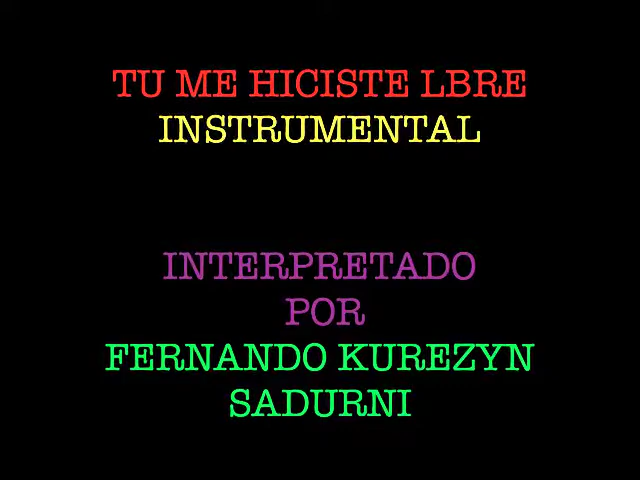 TU ME HICISTE LBRE
INSTRUMENTAL
INTERPRETADO
POR
FERNANDO KUREZYN
SADURNI